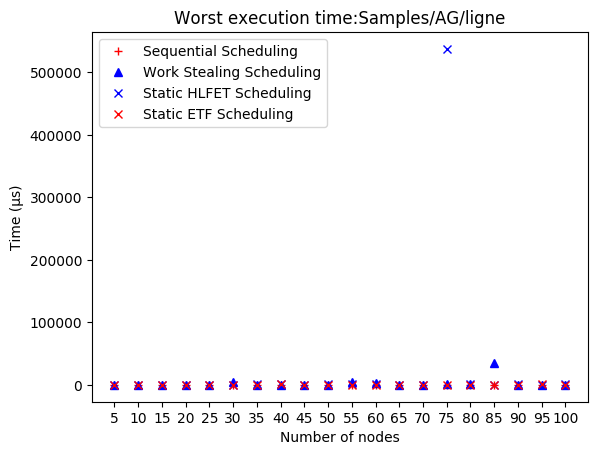 Worst execution time:Samples/AG/ligne
Sequential Scheduling
Work Stealing Scheduling
Static HLFET Scheduling
Static ETF Scheduling
500000
400000
300000
200000
100000
0
Time (µs)
5 10 15 20 25 30 35 40 45 50 55 60 65 70 75 80 85 90 95 100
Number of nodes